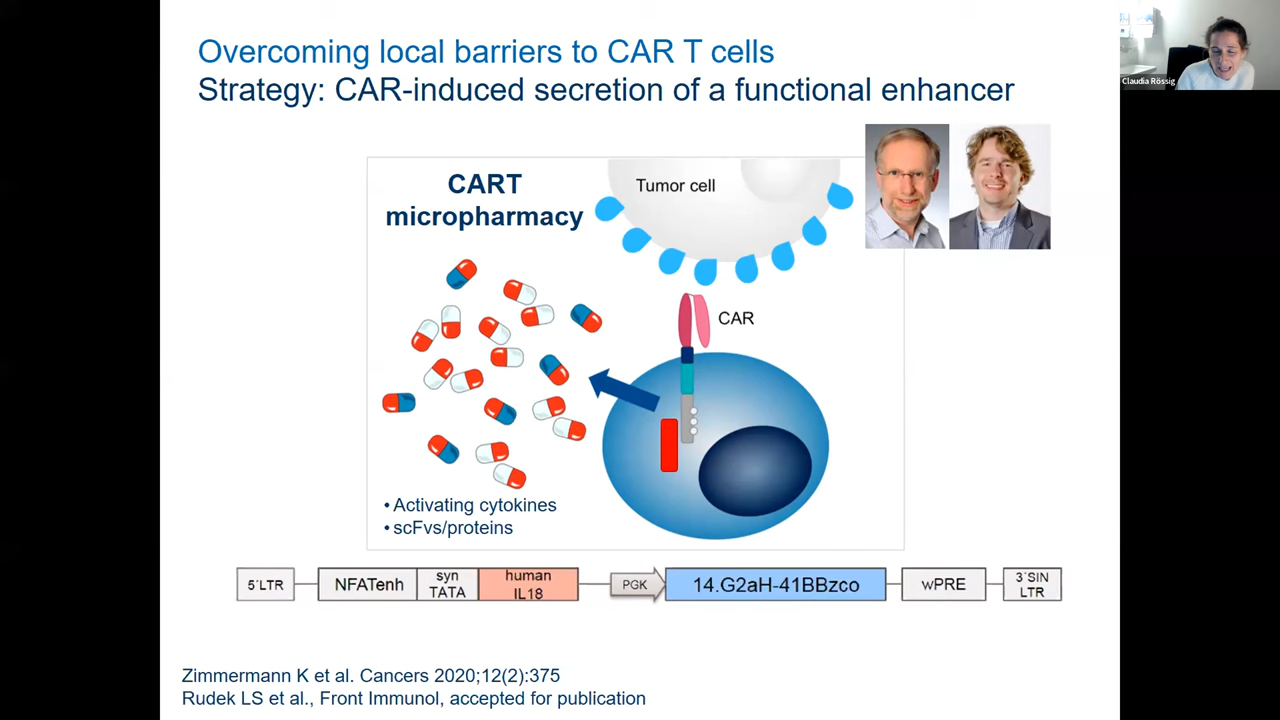 Overcoming local barriers to CAR T cells
Strategy: CAR-induced secretion of a functional enhancer
Claudia Rössig
CART
micropharmacy
Tumor cell
CAR
• Activating cytokines
• scFvs/proteins
5´LTR
NFATenh
syn
TATA
human
IL18
PGK
14.G2aH-41BBzco
wPRE
3´SIN
LTR
Zimmermann K et al. Cancers 2020;12(2):375
Rudek LS et al., Front Immunol, accepted for publication